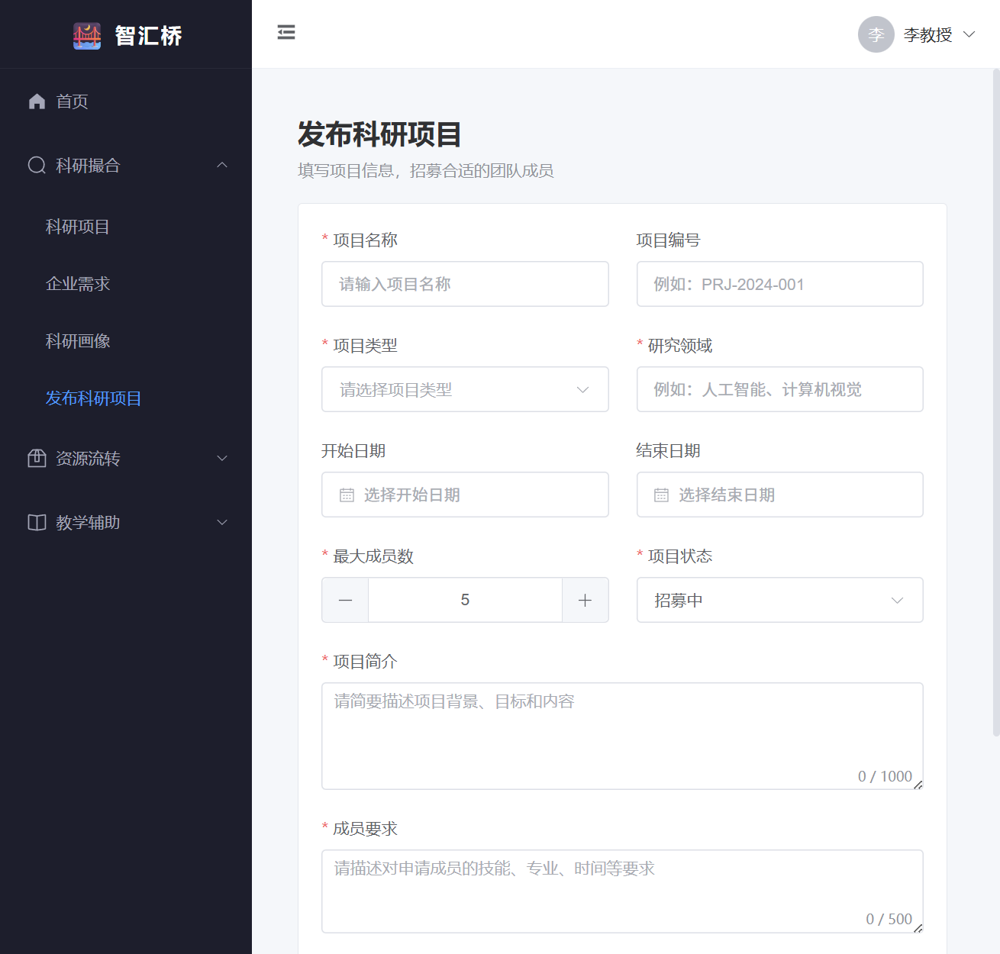 智汇桥
首页
科研撮合
科研项目
企业需求
科研画像
发布科研项目
资源流转
教学辅助
李 李教授
发布科研项目
填写项目信息，招募合适的团队成员
* 项目名称
请输入项目名称
项目编号
例如：PRJ-2024-001
* 项目类型
请选择项目类型
* 研究领域
例如：人工智能、计算机视觉
开始日期
选择开始日期
结束日期
选择结束日期
* 最大成员数
5
* 项目状态
招募中
* 项目简介
请简要描述项目背景、目标和内容
0 / 1000
* 成员要求
请描述对申请成员的技能、专业、时间等要求
0 / 500